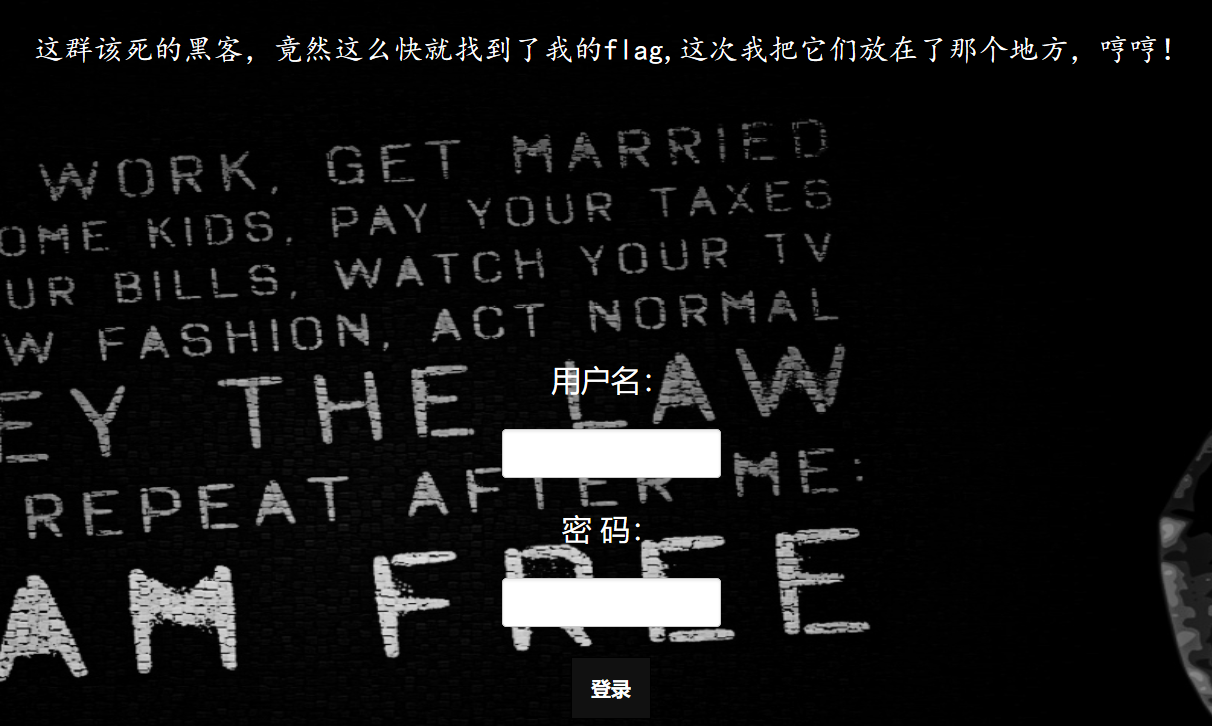 这群该死的黑客，竟然这么快就找到了我的flag,这次我把它们放在了那个地方，哼哼！
WORK, GET MARRIED
OME KIDS, PAY YOUR TAXES
UR BILLS, WATCH YOUR TV
W FASHION, ACT NORMAL
EY THE LAW
REPEAT AFTER ME:
AM FREE
用户名：
密 码：
登录